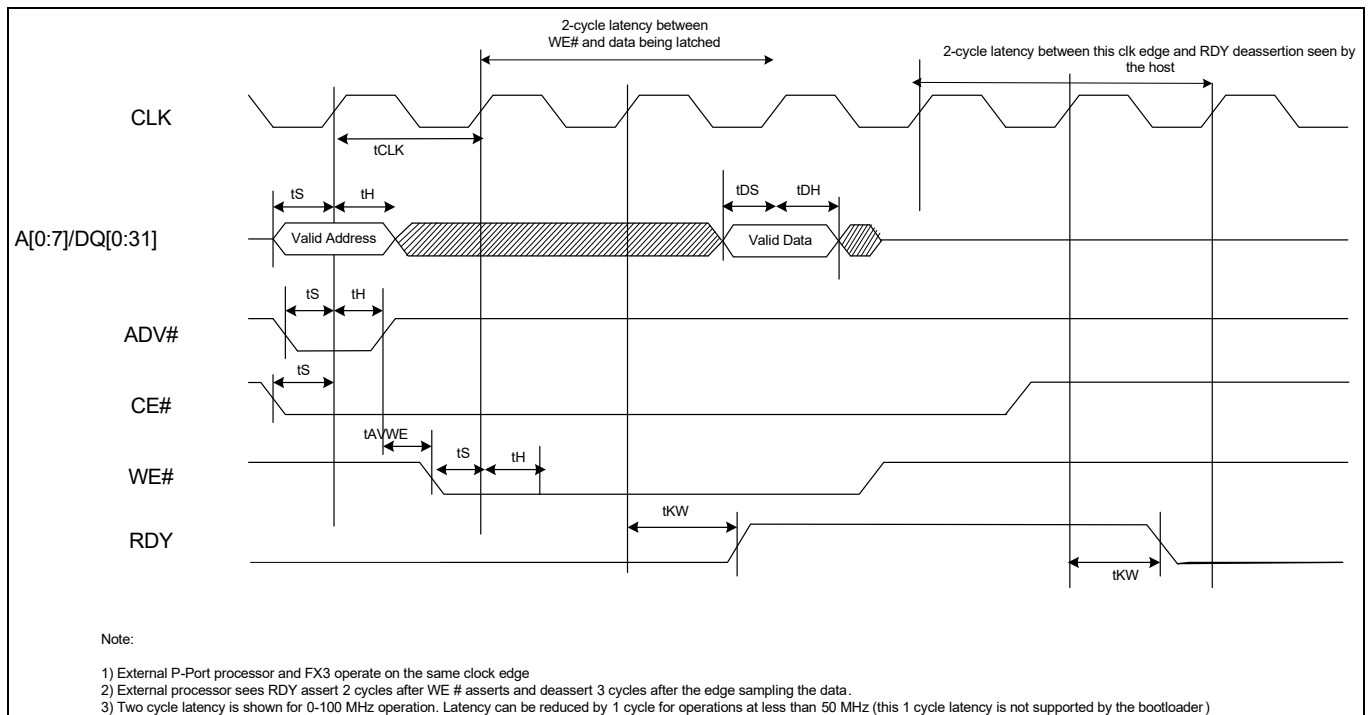 2-cycle latency between
WE# and data being latched
2-cycle latency between this clk edge and RDY deassertion seen by
the host
CLK
tCLK
tS
tH
tDS
tDH
A[0:7]/DQ[0:31]
Valid Address
Valid Data
tS
tH
ADV#
tS
CE#
tAVWE
tS
tH
WE#
tKW
RDY
tKW
Note:
1) External P-Port processor and FX3 operate on the same clock edge
2) External processor sees RDY assert 2 cycles after WE # asserts and deassert 3 cycles after the edge sampling the data.
3) Two cycle latency is shown for 0-100 MHz operation. Latency can be reduced by 1 cycle for operations at less than 50 MHz (this 1 cycle latency is not supported by the bootloader)